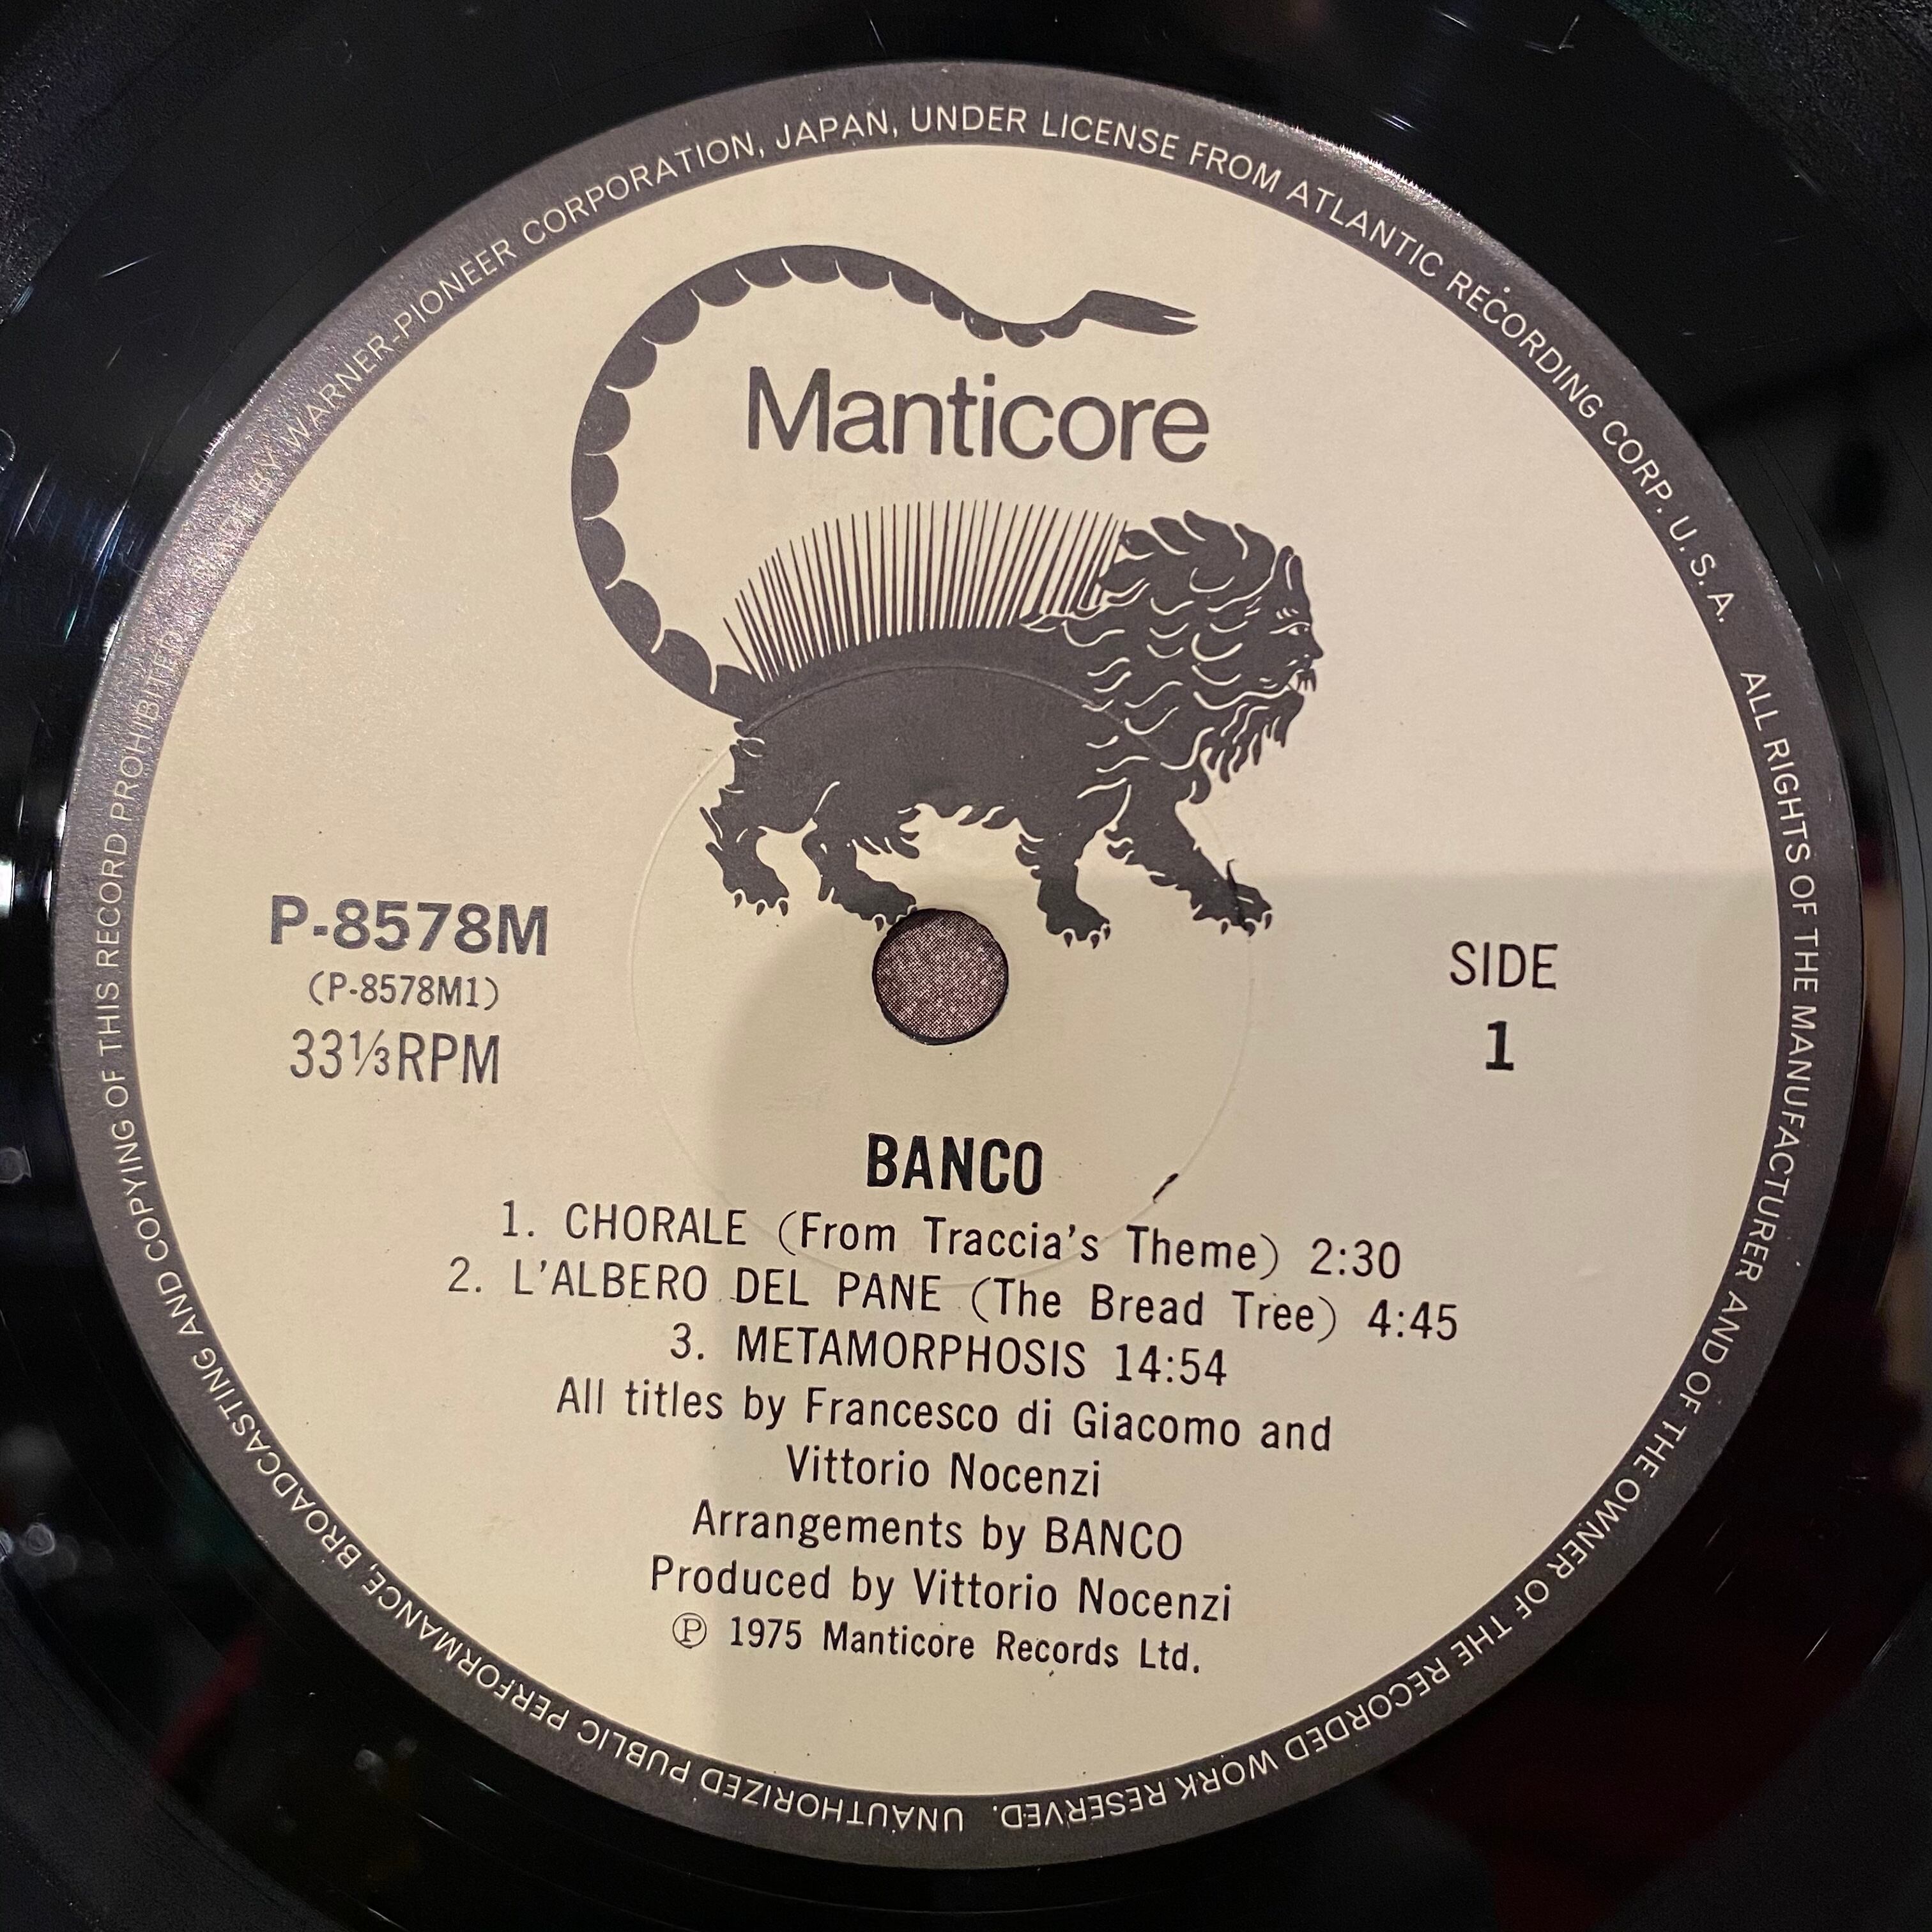 MADE BY WARNER-PIONEER CORPORATION, JAPAN, UNDER LICENSE FROM ATLANTIC RECORDING CORP. U.S.A. ALL RIGHTS OF THE MANUFACTURER AND OF THE OWNER OF THE RECORDED WORK RESERVED. UNAUTHORIZED PUBLIC PERFORMANCE, BROADCASTING AND COPYING OF THIS RECORD PROHIBITED
Manticore
P-8578M
(P-8578M1)
33⅓RPM
SIDE
1
BANCO
1. CHORALE (From Traccia's Theme) 2:30
2. L'ALBERO DEL PANE (The Bread Tree) 4:45
3. METAMORPHOSIS 14:54
All titles by Francesco di Giacomo and
Vittorio Nocenzi
Arrangements by BANCO
Produced by Vittorio Nocenzi
Ⓟ 1975 Manticore Records Ltd.